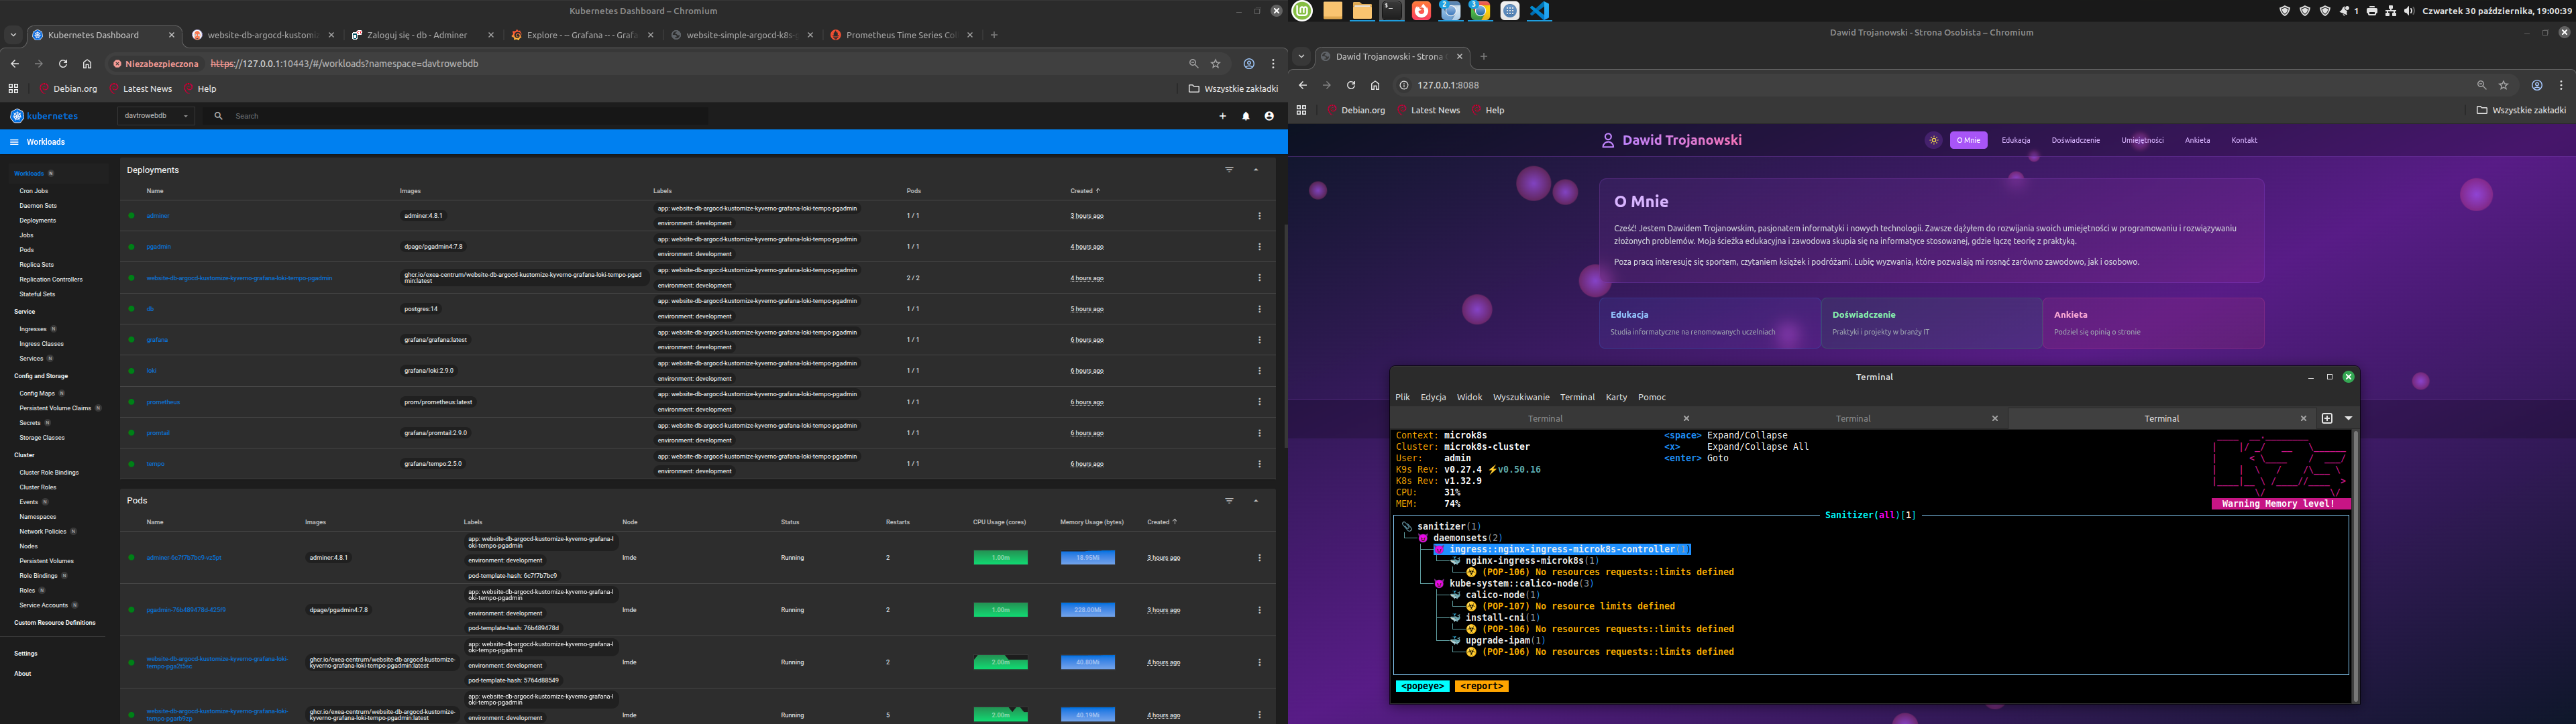 Kubernetes Dashboard – Chromium
Kubernetes Dashboard
website-db-argocd-kustomi
Zaloguj się - db - Adminer
Explore - -- Grafana -- - Grafa
website-simple-argocd-k8s-
Prometheus Time Series Col
Niezabezpieczona
https://127.0.0.1:10443/#/workloads?namespace=davtrowebdb
Debian.org
Latest News
Help
Wszystkie zakładki
kubernetes
davtrowebdb
Search
Workloads
Workloads N
Cron Jobs
Daemon Sets
Deployments
Jobs
Pods
Replica Sets
Replication Controllers
Stateful Sets
Service
Ingresses N
Ingress Classes
Services N
Config and Storage
Config Maps N
Persistent Volume Claims N
Secrets N
Storage Classes
Cluster
Cluster Role Bindings
Cluster Roles
Events N
Namespaces
Network Policies N
Nodes
Persistent Volumes
Role Bindings N
Roles N
Service Accounts N
Custom Resource Definitions
Settings
About
Deployments
Name Images Labels Pods Created
adminer adminer:4.8.1 app: website-db-argocd-kustomize-kyverno-grafana-loki-tempo-pgadmin 1 / 1 3 hours ago
environment: development
pgadmin dpage/pgadmin4:7.8 app: website-db-argocd-kustomize-kyverno-grafana-loki-tempo-pgadmin 1 / 1 4 hours ago
environment: development
website-db-argocd-kustomize-kyverno-grafana-loki-tempo-pgadmin ghcr.io/exea-centrum/website-db-argocd-kustomize-kyverno-grafana-loki-tempo-pgad
min:latest app: website-db-argocd-kustomize-kyverno-grafana-loki-tempo-pgadmin 2 / 2 4 hours ago
environment: development
db postgres:14 app: website-db-argocd-kustomize-kyverno-grafana-loki-tempo-pgadmin 1 / 1 5 hours ago
environment: development
grafana grafana/grafana:latest app: website-db-argocd-kustomize-kyverno-grafana-loki-tempo-pgadmin 1 / 1 6 hours ago
environment: development
loki grafana/loki:2.9.0 app: website-db-argocd-kustomize-kyverno-grafana-loki-tempo-pgadmin 1 / 1 6 hours ago
environment: development
prometheus prom/prometheus:latest app: website-db-argocd-kustomize-kyverno-grafana-loki-tempo-pgadmin 1 / 1 6 hours ago
environment: development
promtail grafana/promtail:2.9.0 app: website-db-argocd-kustomize-kyverno-grafana-loki-tempo-pgadmin 1 / 1 6 hours ago
environment: development
tempo grafana/tempo:2.5.0 app: website-db-argocd-kustomize-kyverno-grafana-loki-tempo-pgadmin 1 / 1 6 hours ago
environment: development
Pods
Name Images Labels Node Status Restarts CPU Usage (cores) Memory Usage (bytes) Created
app: website-db-argocd-kustomize-kyverno-grafana-l
oki-tempo-pgadmin
adminer-6c7f7b7bc9-vc5pt adminer:4.8.1 environment: development lmde Running 2 1.00m 18.95Mi 3 hours ago
pod-template-hash: 6c7f7b7bc9
app: website-db-argocd-kustomize-kyverno-grafana-l
oki-tempo-pgadmin
pgadmin-76b489478d-425f9 dpage/pgadmin4:7.8 environment: development lmde Running 2 1.00m 228.00Mi 3 hours ago
pod-template-hash: 76b489478d
app: website-db-argocd-kustomize-kyverno-grafana-l
oki-tempo-pgadmin
website-db-argocd-kustomize-kyverno-grafana-loki- ghcr.io/exea-centrum/website-db-argocd-kustomize-
kyverno-grafana-loki-tempo-pgadmin:latest environment: development lmde Running 2 2.00m 40.80Mi 4 hours ago
pod-template-hash: 5764d88549
app: website-db-argocd-kustomize-kyverno-grafana-l
oki-tempo-pgadmin
website-db-argocd-kustomize-kyverno-grafana-loki- ghcr.io/exea-centrum/website-db-argocd-kustomize-
kyverno-grafana-loki-tempo-pgadmin:latest environment: development lmde Running 5 2.00m 40.19Mi 4 hours ago
2 3 1 Czwartek 30 października, 19:00:39
Dawid Trojanowski - Strona Osobista – Chromium
Dawid Trojanowski - Strona
127.0.0.1:8088
Debian.org
Latest News
Help
Wszystkie zakładki
Dawid Trojanowski
O Mnie
Edukacja
Doświadczenie
Umiejętności
Ankieta
Kontakt
O Mnie
Cześć! Jestem Dawidem Trojanowskim, pasjonatem informatyki i nowych technologii. Zawsze dążyłem do rozwijania swoich umiejętności w programowaniu i rozwiązywaniu
złożonych problemów. Moja ścieżka edukacyjna i zawodowa skupia się na informatyce stosowanej, gdzie łączę teorię z praktyką.
Poza pracą interesuję się sportem, czytaniem książek i podróżami. Lubię wyzwania, które pozwalają mi rosnąć zarówno zawodowo, jak i osobowo.
Edukacja
Studia informatyczne na renomowanych uczelniach
Doświadczenie
Praktyki i projekty w branży IT
Ankieta
Podziel się opinią o stronie
Terminal
Plik Edycja Widok Wyszukiwanie Terminal Karty Pomoc
Terminal
Terminal
Terminal
Context: microk8s <space> Expand/Collapse
Cluster: microk8s-cluster <x> Expand/Collapse All
User: admin <enter> Goto
K9s Rev: v0.27.4 ⚡v0.50.16
K8s Rev: v1.32.9
CPU: 31%
MEM: 74%
Warning Memory level!
Sanitizer(all)[1]
sanitizer(1)
daemonsets(2)
ingress::nginx-ingress-microk8s-controller(1)
nginx-ingress-microk8s(1)
(POP-106) No resources requests::limits defined
kube-system::calico-node(3)
calico-node(1)
(POP-107) No resource limits defined
install-cni(1)
(POP-106) No resources requests::limits defined
upgrade-ipam(1)
(POP-106) No resources requests::limits defined
<popeye> <report>